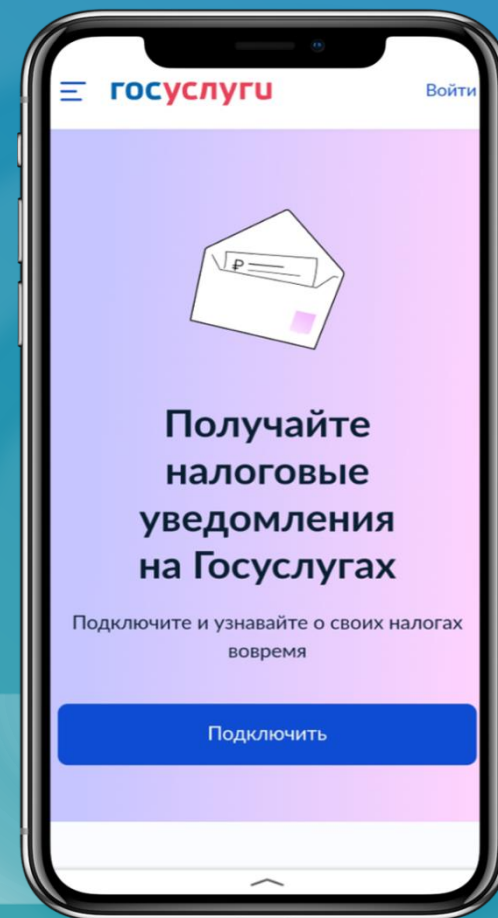 госуслуги Войти
₽
Получайте
налоговые
уведомления
на Госуслугах
Подключите и узнавайте о своих налогах
вовремя
Подключить